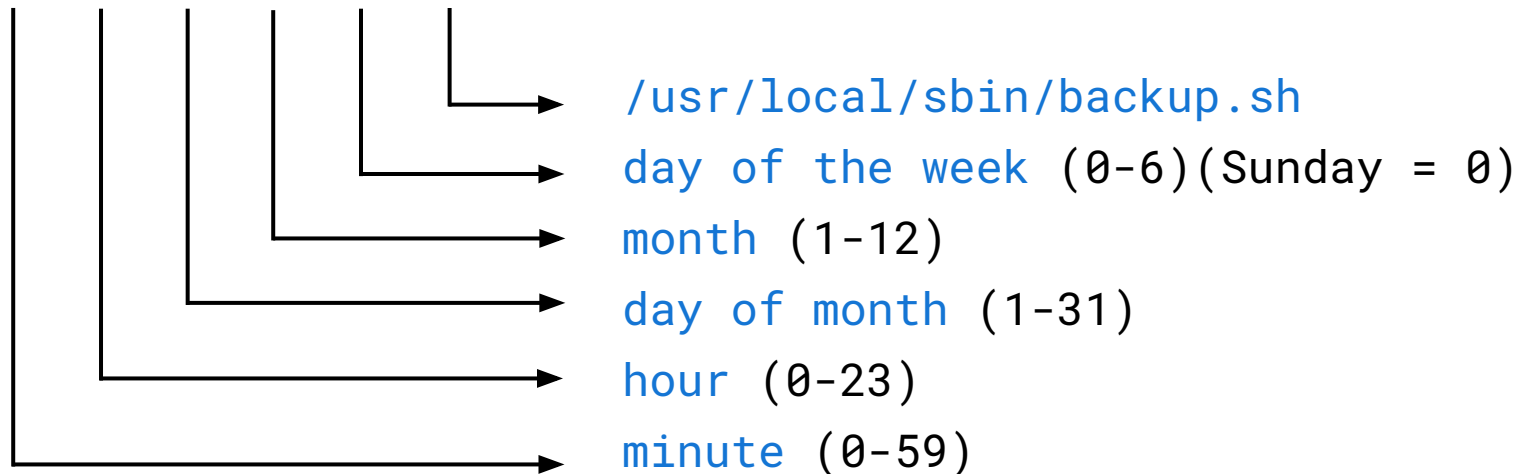 /usr/local/sbin/backup.sh
day of the week (0-6)(Sunday = 0)
month (1-12)
day of month (1-31)
hour (0-23)
minute (0-59)